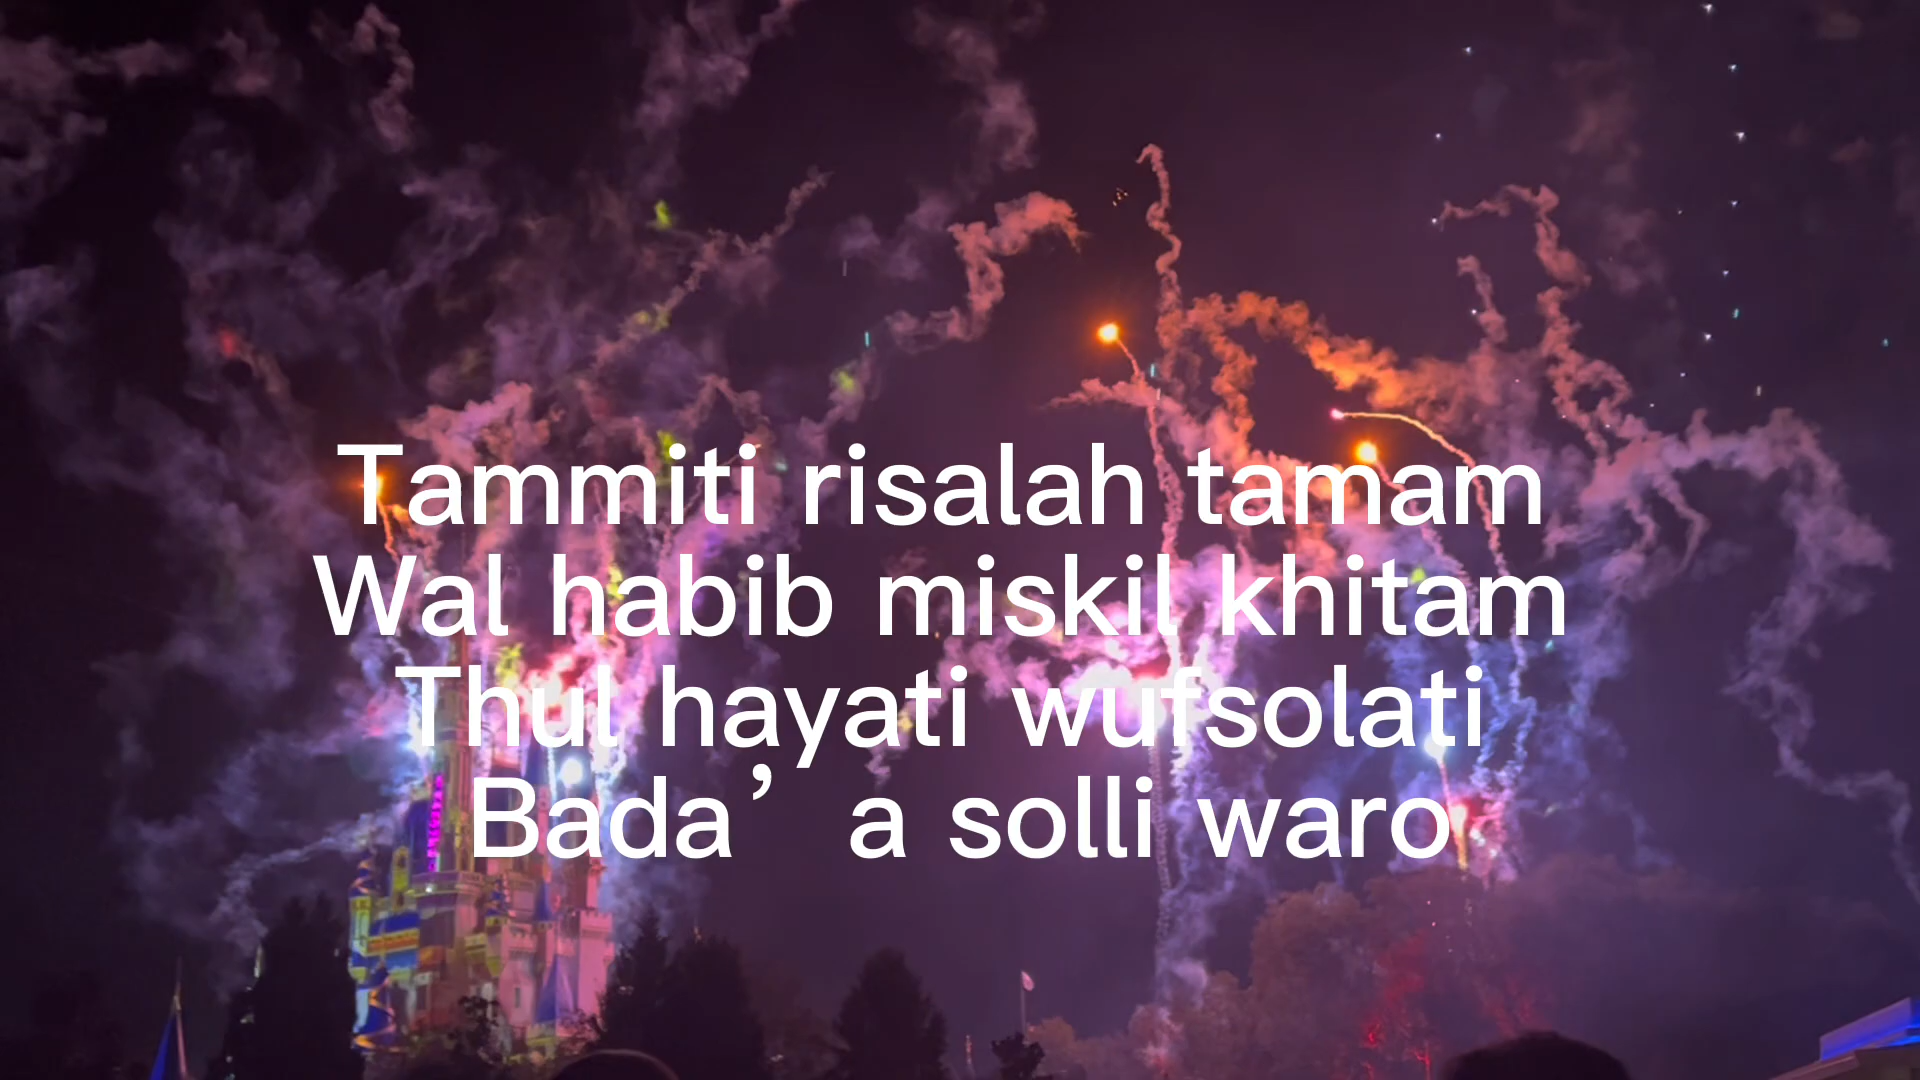 Tammiti risalah tamam
Wal habib miskil khitam
Thul hayati wufsolati
Bada’a solli waro